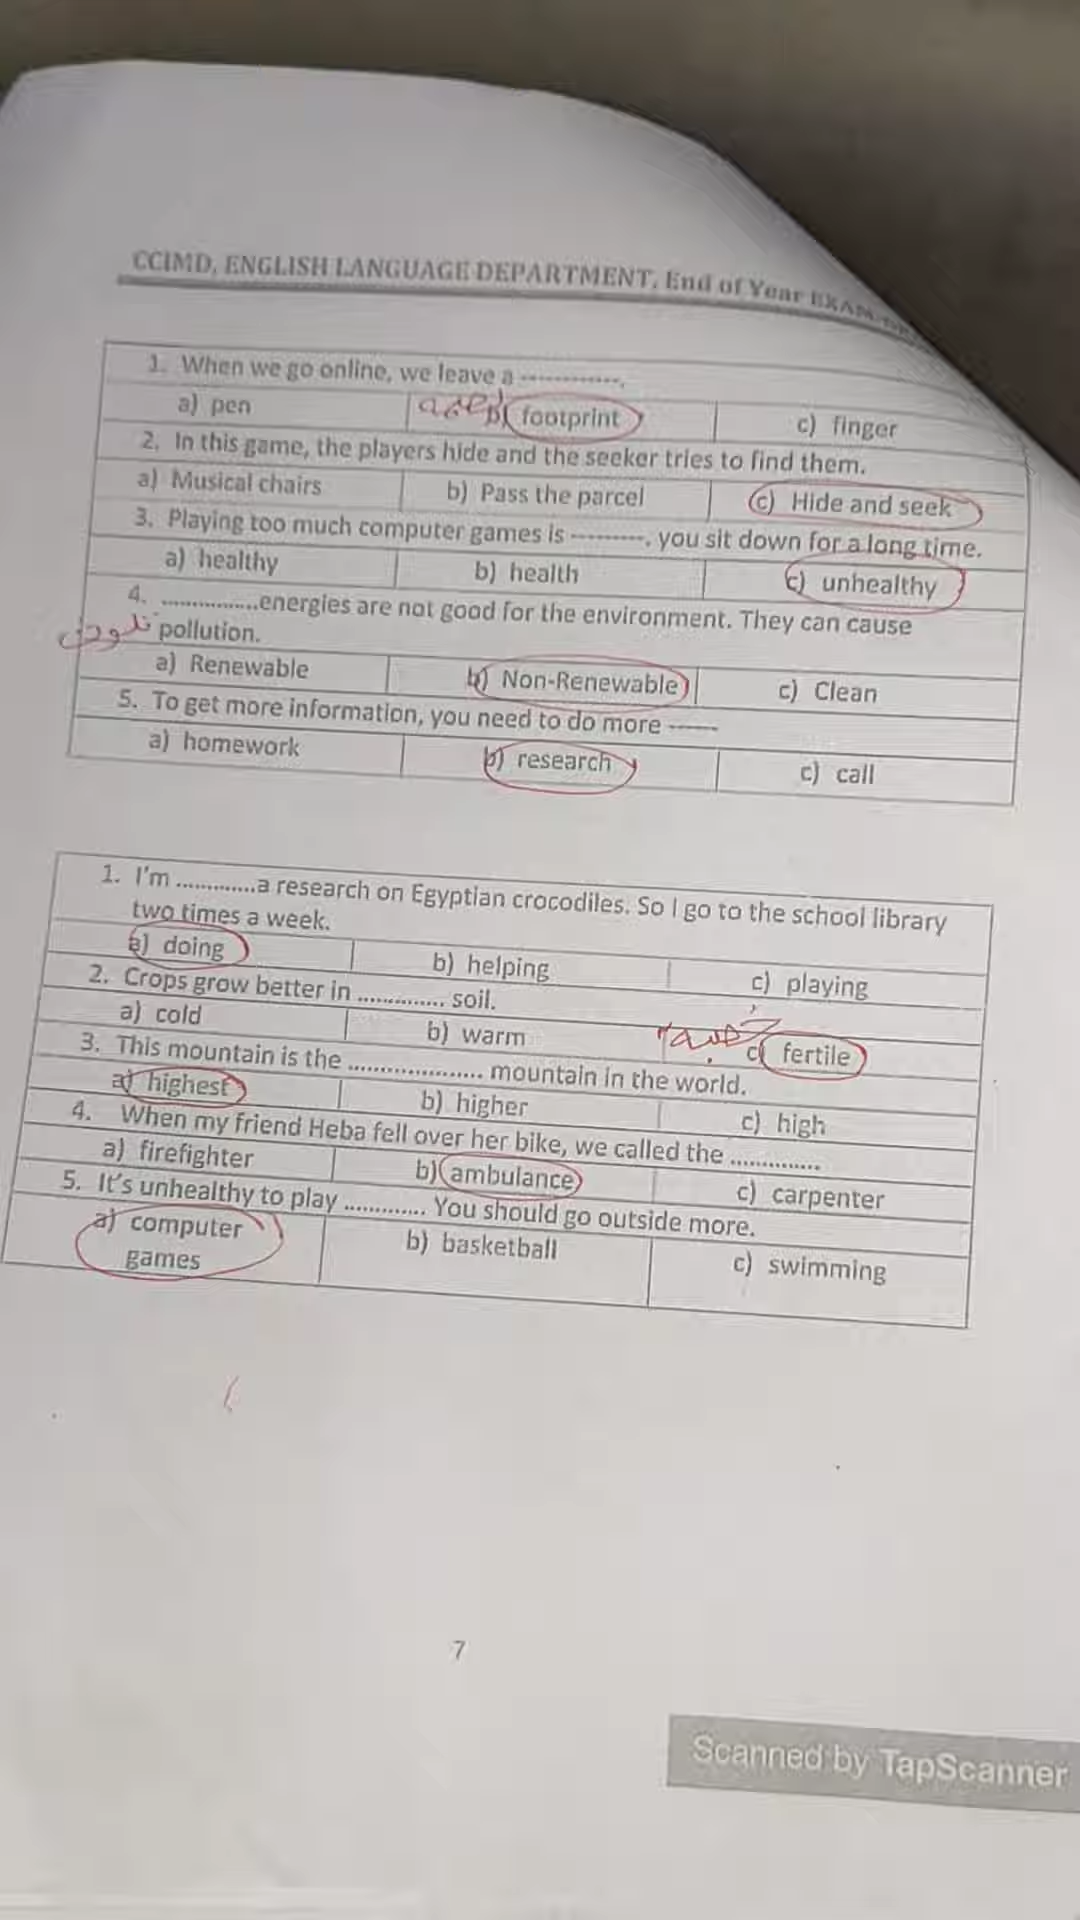 CCIMD, ENGLISH LANGUAGE DEPARTMENT, End of Year EXAM
1. When we go online, we leave a ------------.
a) pen b) footprint c) finger
2. In this game, the players hide and the seeker tries to find them.
a) Musical chairs b) Pass the parcel c) Hide and seek
3. Playing too much computer games is ---------. you sit down for a long time.
a) healthy b) health c) unhealthy
4. ................energies are not good for the environment. They can cause
تلوث pollution.
a) Renewable b) Non-Renewable c) Clean
5. To get more information, you need to do more -------
a) homework b) research c) call
1. I'm .............a research on Egyptian crocodiles. So I go to the school library
two times a week.
a) doing b) helping c) playing
2. Crops grow better in .............. soil.
a) cold b) warm c) fertile
3. This mountain is the ...................... mountain in the world.
a) highest b) higher c) high
4. When my friend Heba fell over her bike, we called the ...............
a) firefighter b) ambulance c) carpenter
5. It's unhealthy to play ............. You should go outside more.
a) computer b) basketball c) swimming
games
7
Scanned by TapScanner